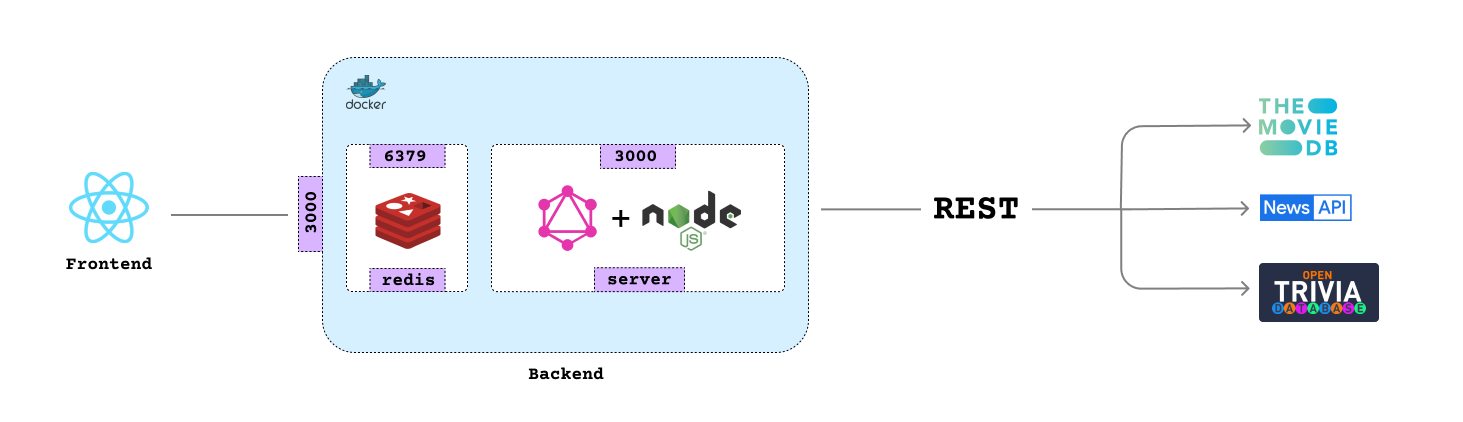 docker
6379
3000
3000
THE
MOVIE
DB
News API
REST
node
JS
Frontend
redis
server
OPEN
TRIVIA
DATABASE
Backend